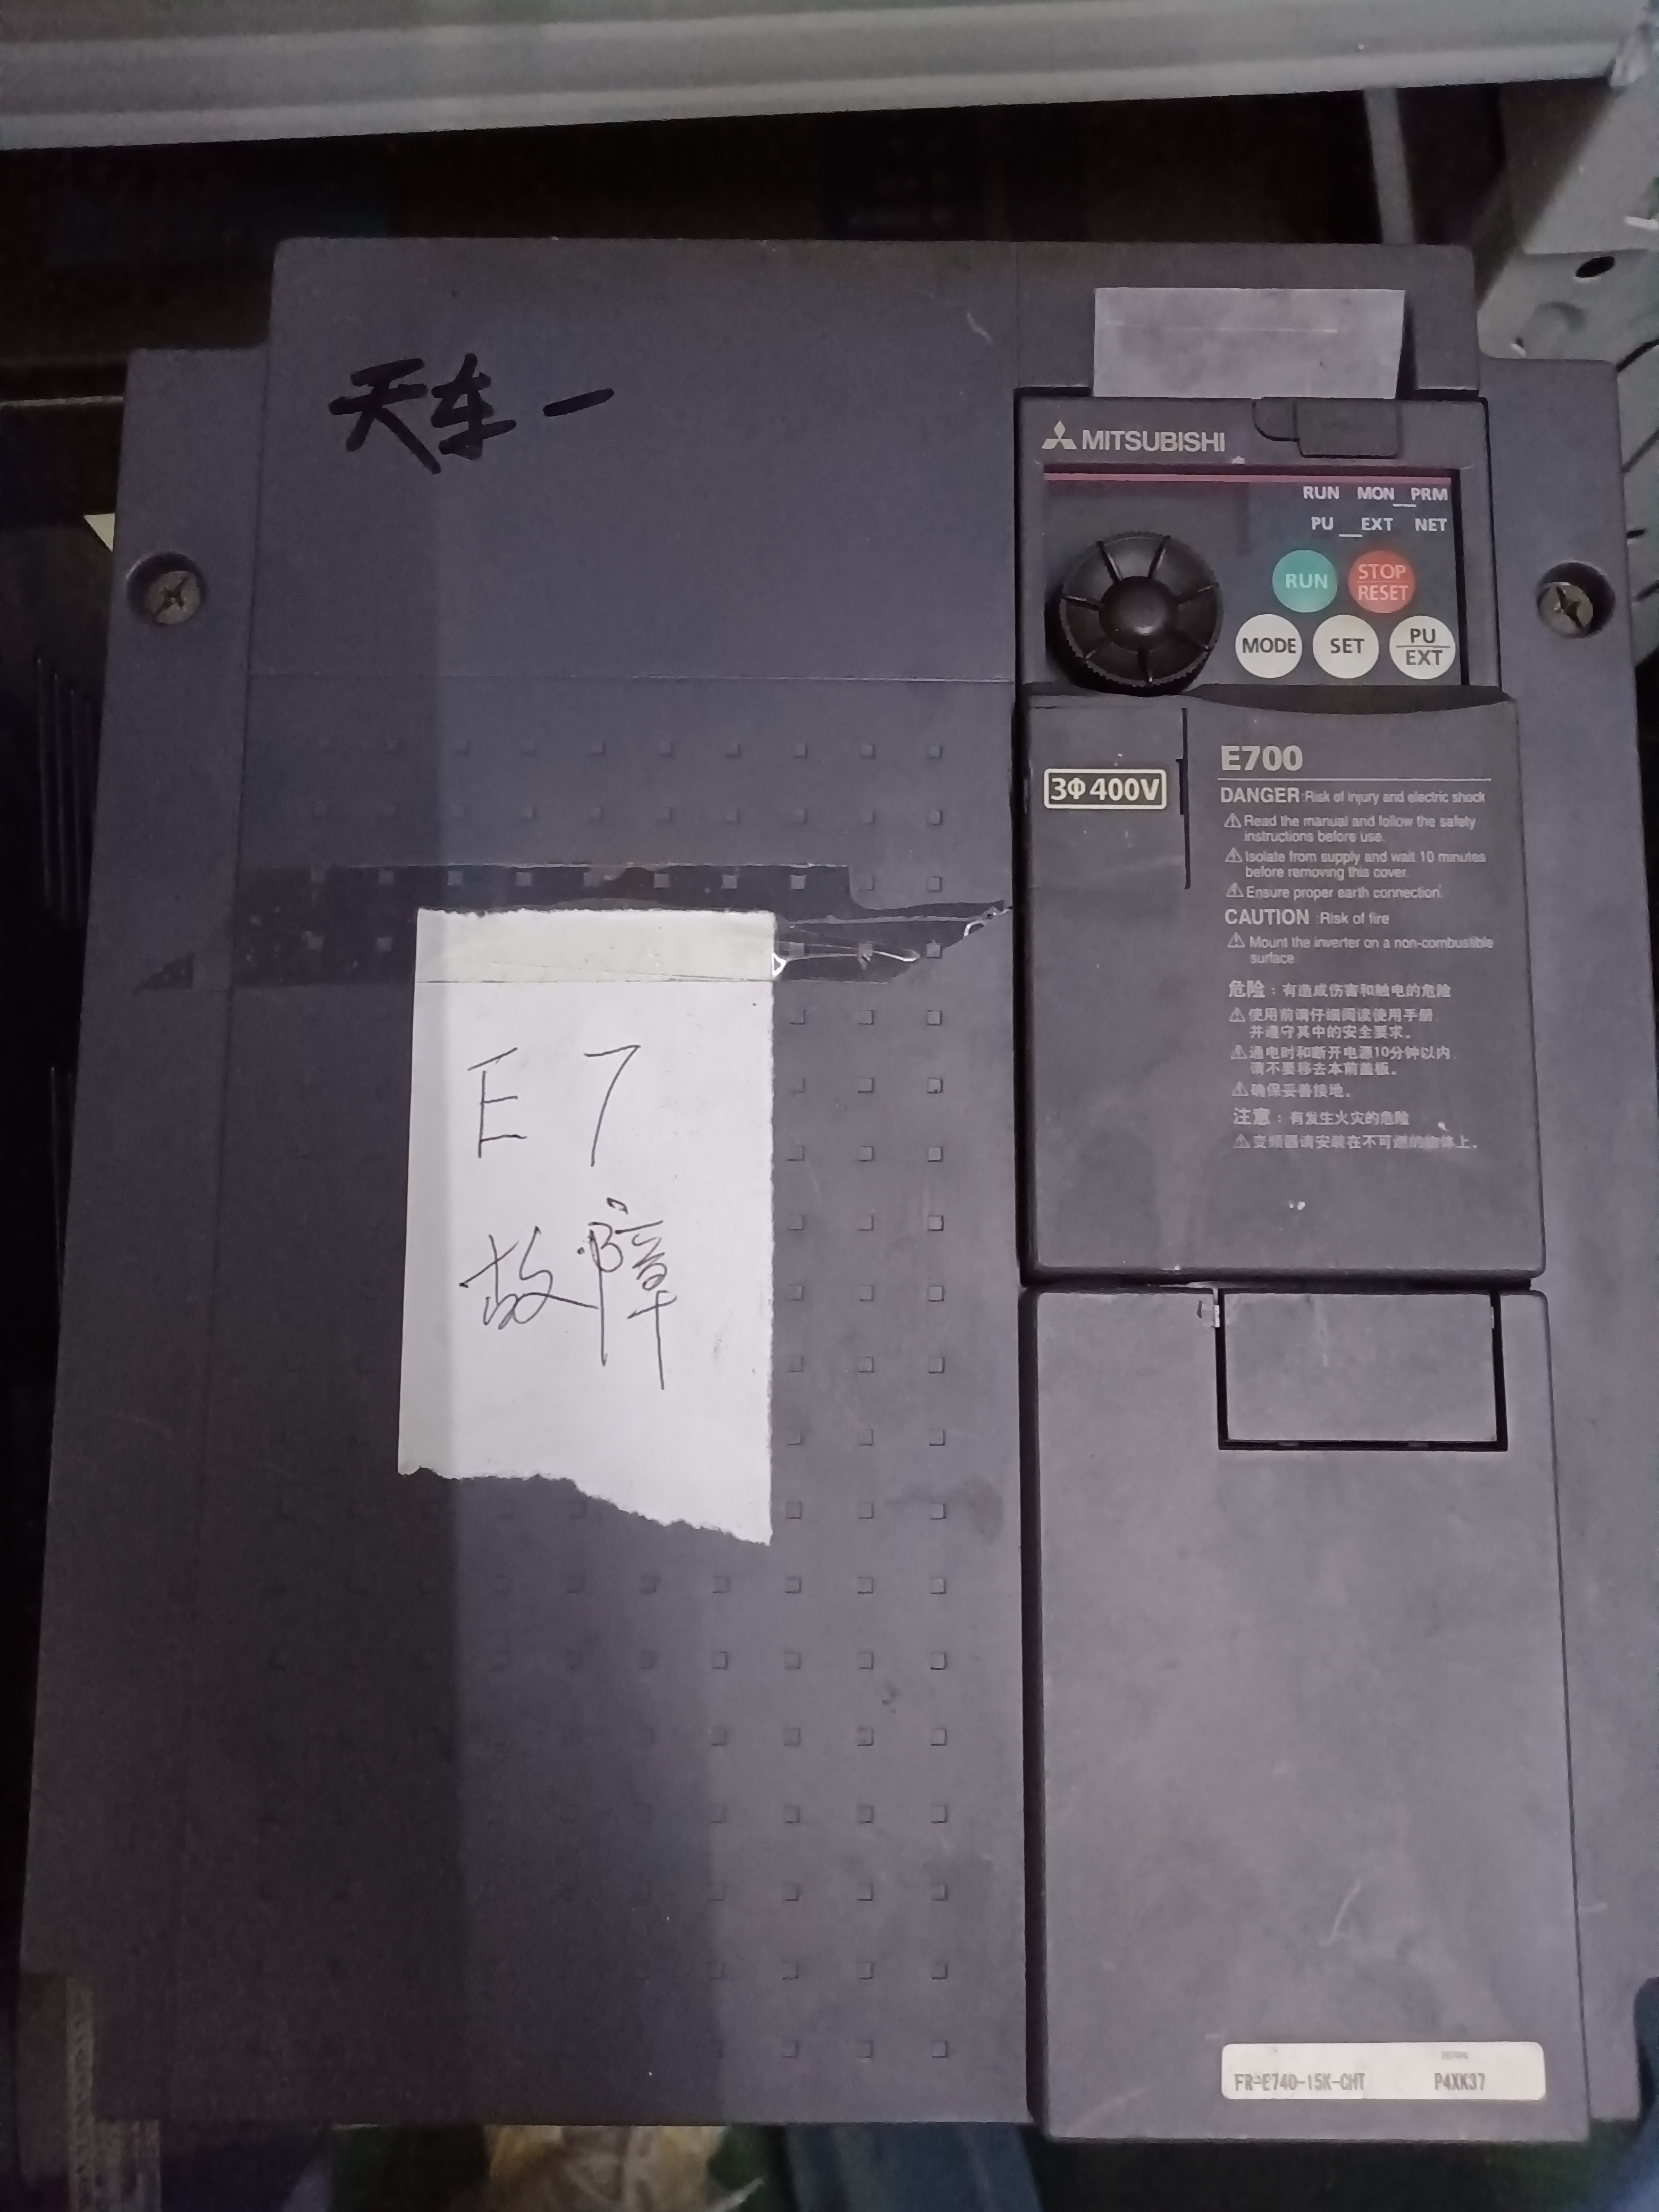 天车一
MITSUBISHI
RUN MON PRM
PU EXT NET
RUN STOP RESET
MODE SET PU EXT
3Φ400V
E700
DANGER:Risk of injury and electric shock
⚠Read the manual and follow the safety
instructions before use.
⚠Isolate from supply and wait 10 minutes
before removing this cover.
⚠Ensure proper earth connection.
CAUTION:Risk of fire
⚠Mount the inverter on a non-combustible
surface.
危险：有造成伤害和触电的危险
⚠使用前请仔细阅读使用手册
并遵守其中的安全要求。
⚠通电时和断开电源10分钟以内
请不要移去本前盖板。
⚠确保妥善接地。
注意：有发生火灾的危险
⚠变频器请安装在不可燃的物体上。
E7
故障
FR-E740-15K-CHT P4XK37